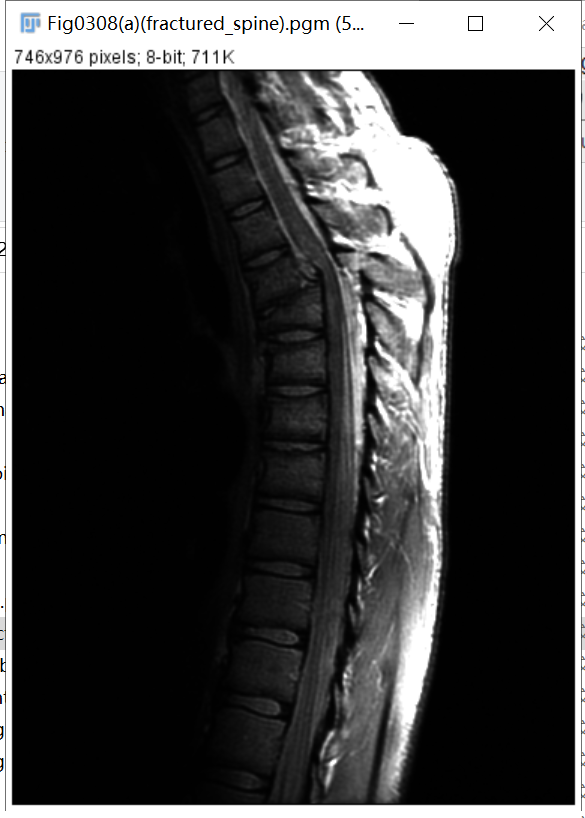 Fig0308(a)(fractured_spine).pgm (5...
746x976 pixels; 8-bit; 711K